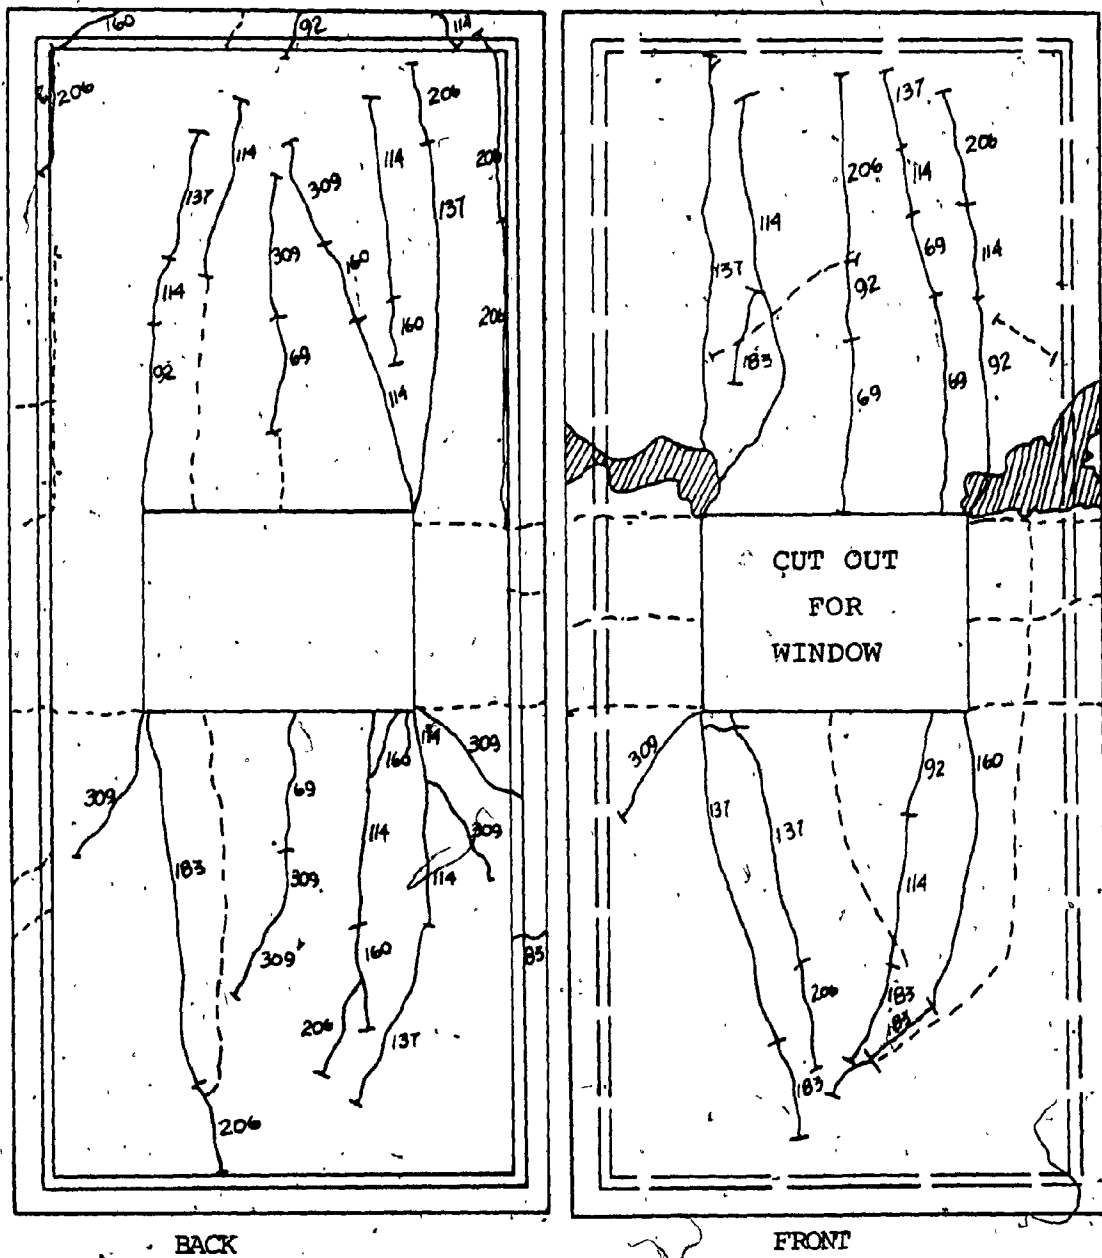 160 92 114
206 206
114 114 206
137 309 137
309 160
114 160 206
92 69
114
137 206
114 206
114
137 69 114
92
183 69 69 92
CUT OUT
FOR
WINDOW
114 309
160
69
309
114 309
183 309 114
309 160 83
206 137
206
309 92 160
137 137
114
206 183
183
183
BACK FRONT